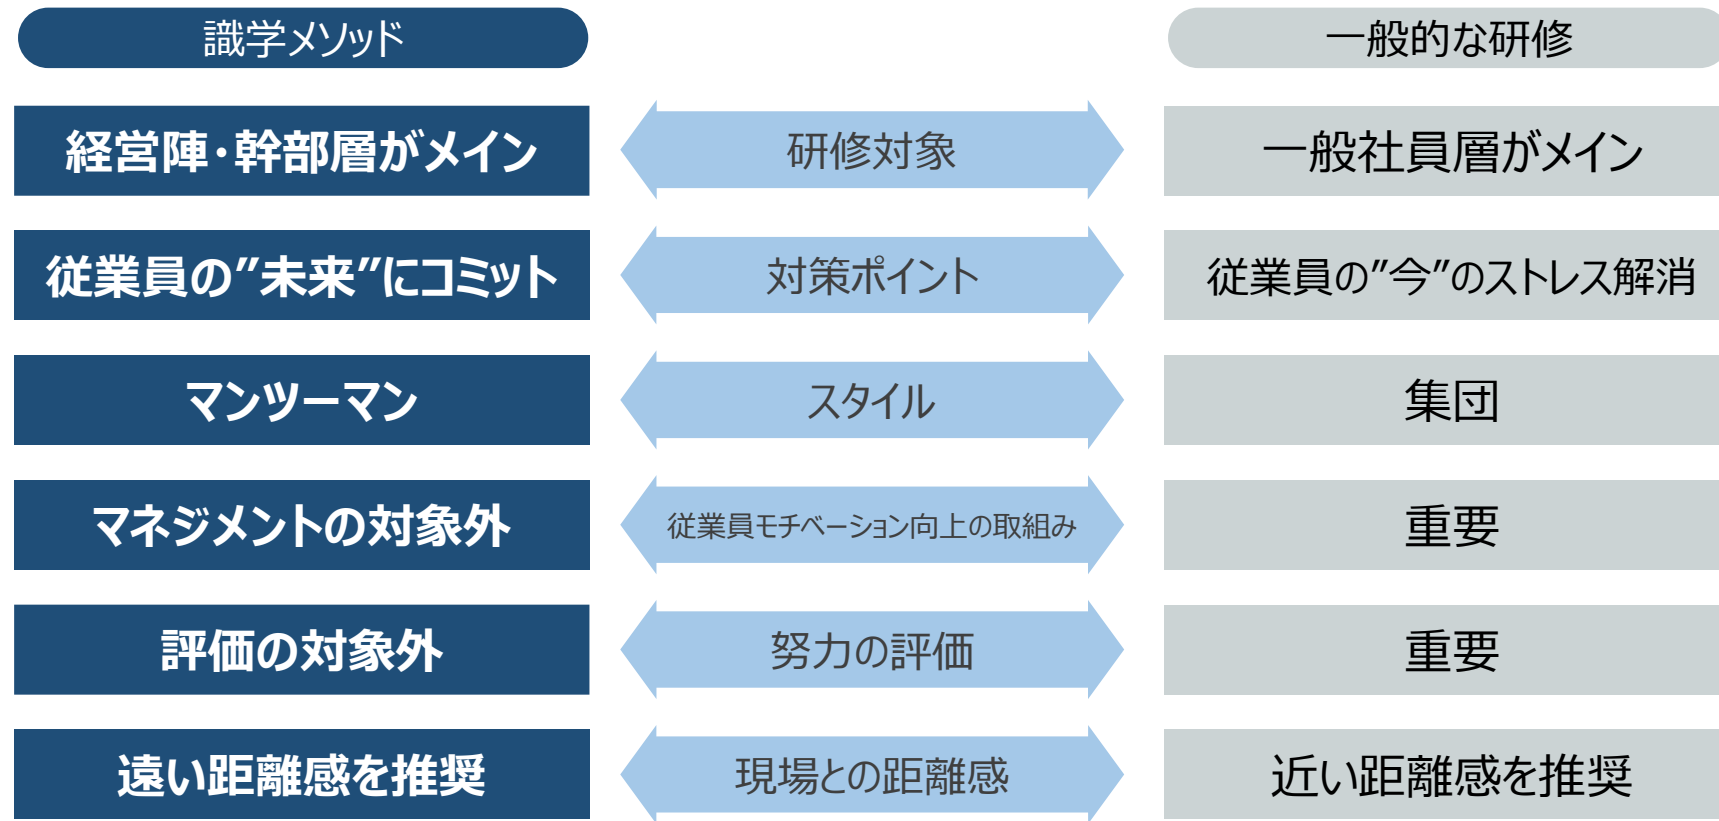 識学メソッド
一般的な研修
経営陣・幹部層がメイン
研修対象
一般社員層がメイン
従業員の”未来”にコミット
対策ポイント
従業員の”今”のストレス解消
マンツーマン
スタイル
集団
マネジメントの対象外
従業員モチベーション向上の取組み
重要
評価の対象外
努力の評価
重要
遠い距離感を推奨
現場との距離感
近い距離感を推奨